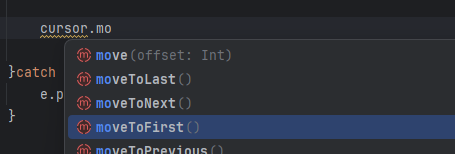 cursor.mo
move(offset: Int)
}catch
moveToLast()
moveToNext()
e.p
moveToFirst()
}
moveToPrevious()